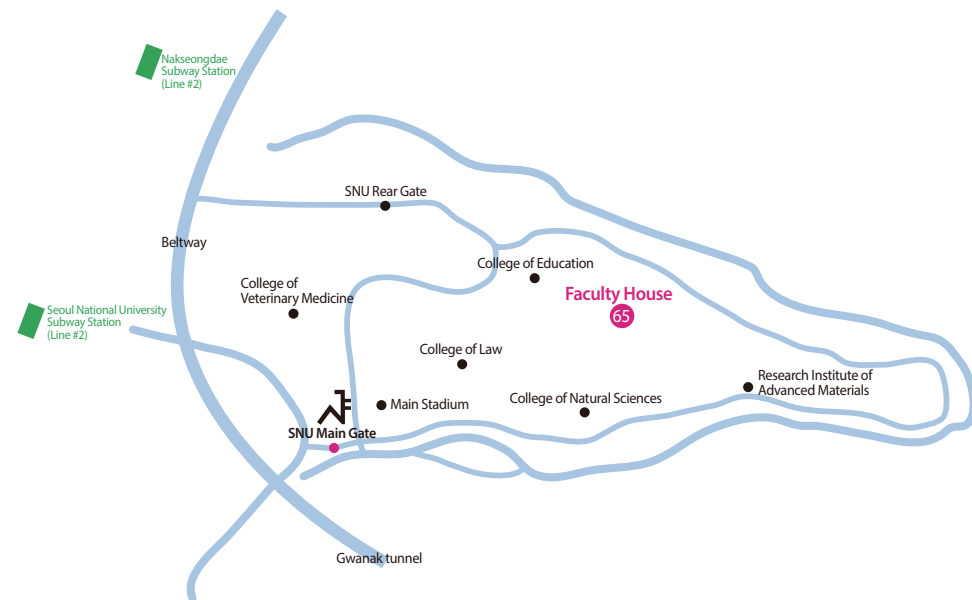 Nakseongdae
Subway Station
(Line #2)
SNU Rear Gate
Beltway
College of Education
College of
Veterinary Medicine
Faculty House
65
Seoul National University
Subway Station
(Line #2)
College of Law
Research Institute of
Advanced Materials
College of Natural Sciences
Main Stadium
SNU Main Gate
Gwanak tunnel